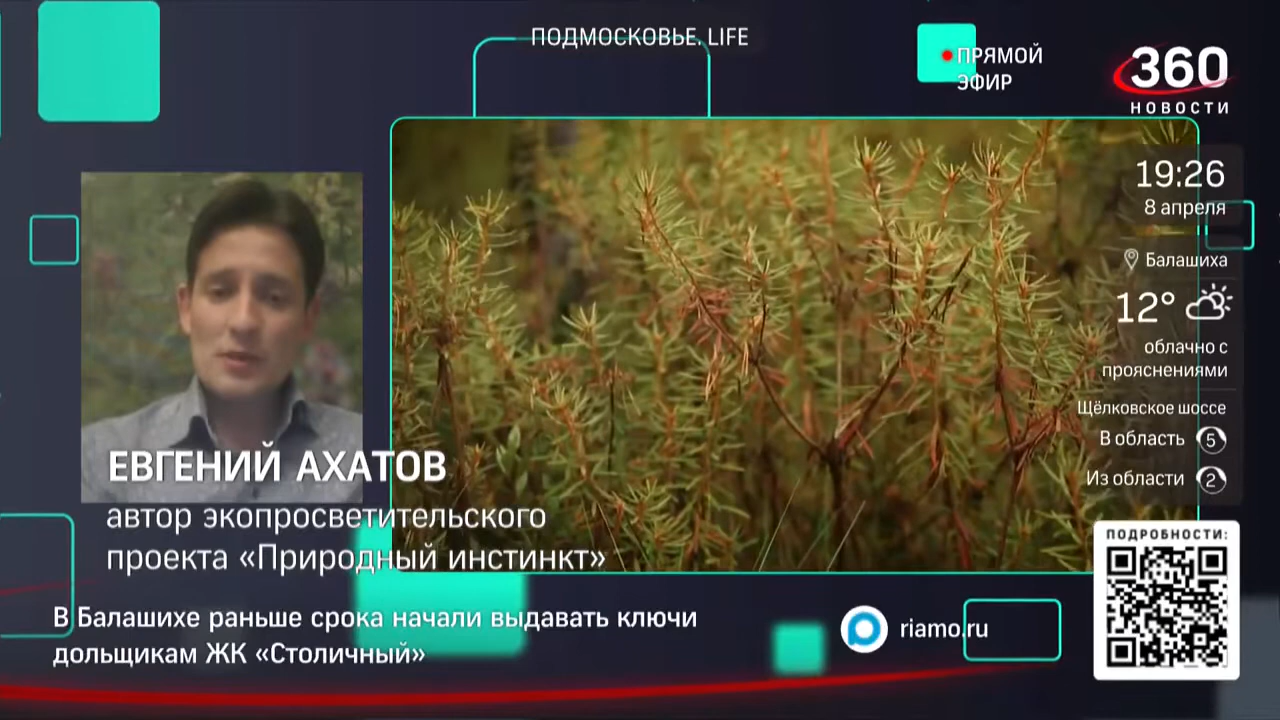 ПОДМОСКОВЬЕ. LIFE
ПРЯМОЙ
ЭФИР
360
НОВОСТИ
19:26
8 апреля
Балашиха
12°
облачно с
прояснениями
Щёлковское шоссе
В область 5
Из области 2
ЕВГЕНИЙ АХАТОВ
автор экопросветительского
проекта «Природный инстинкт»
В Балашихе раньше срока начали выдавать ключи
дольщикам ЖК «Столичный»
riamo.ru
ПОДРОБНОСТИ: